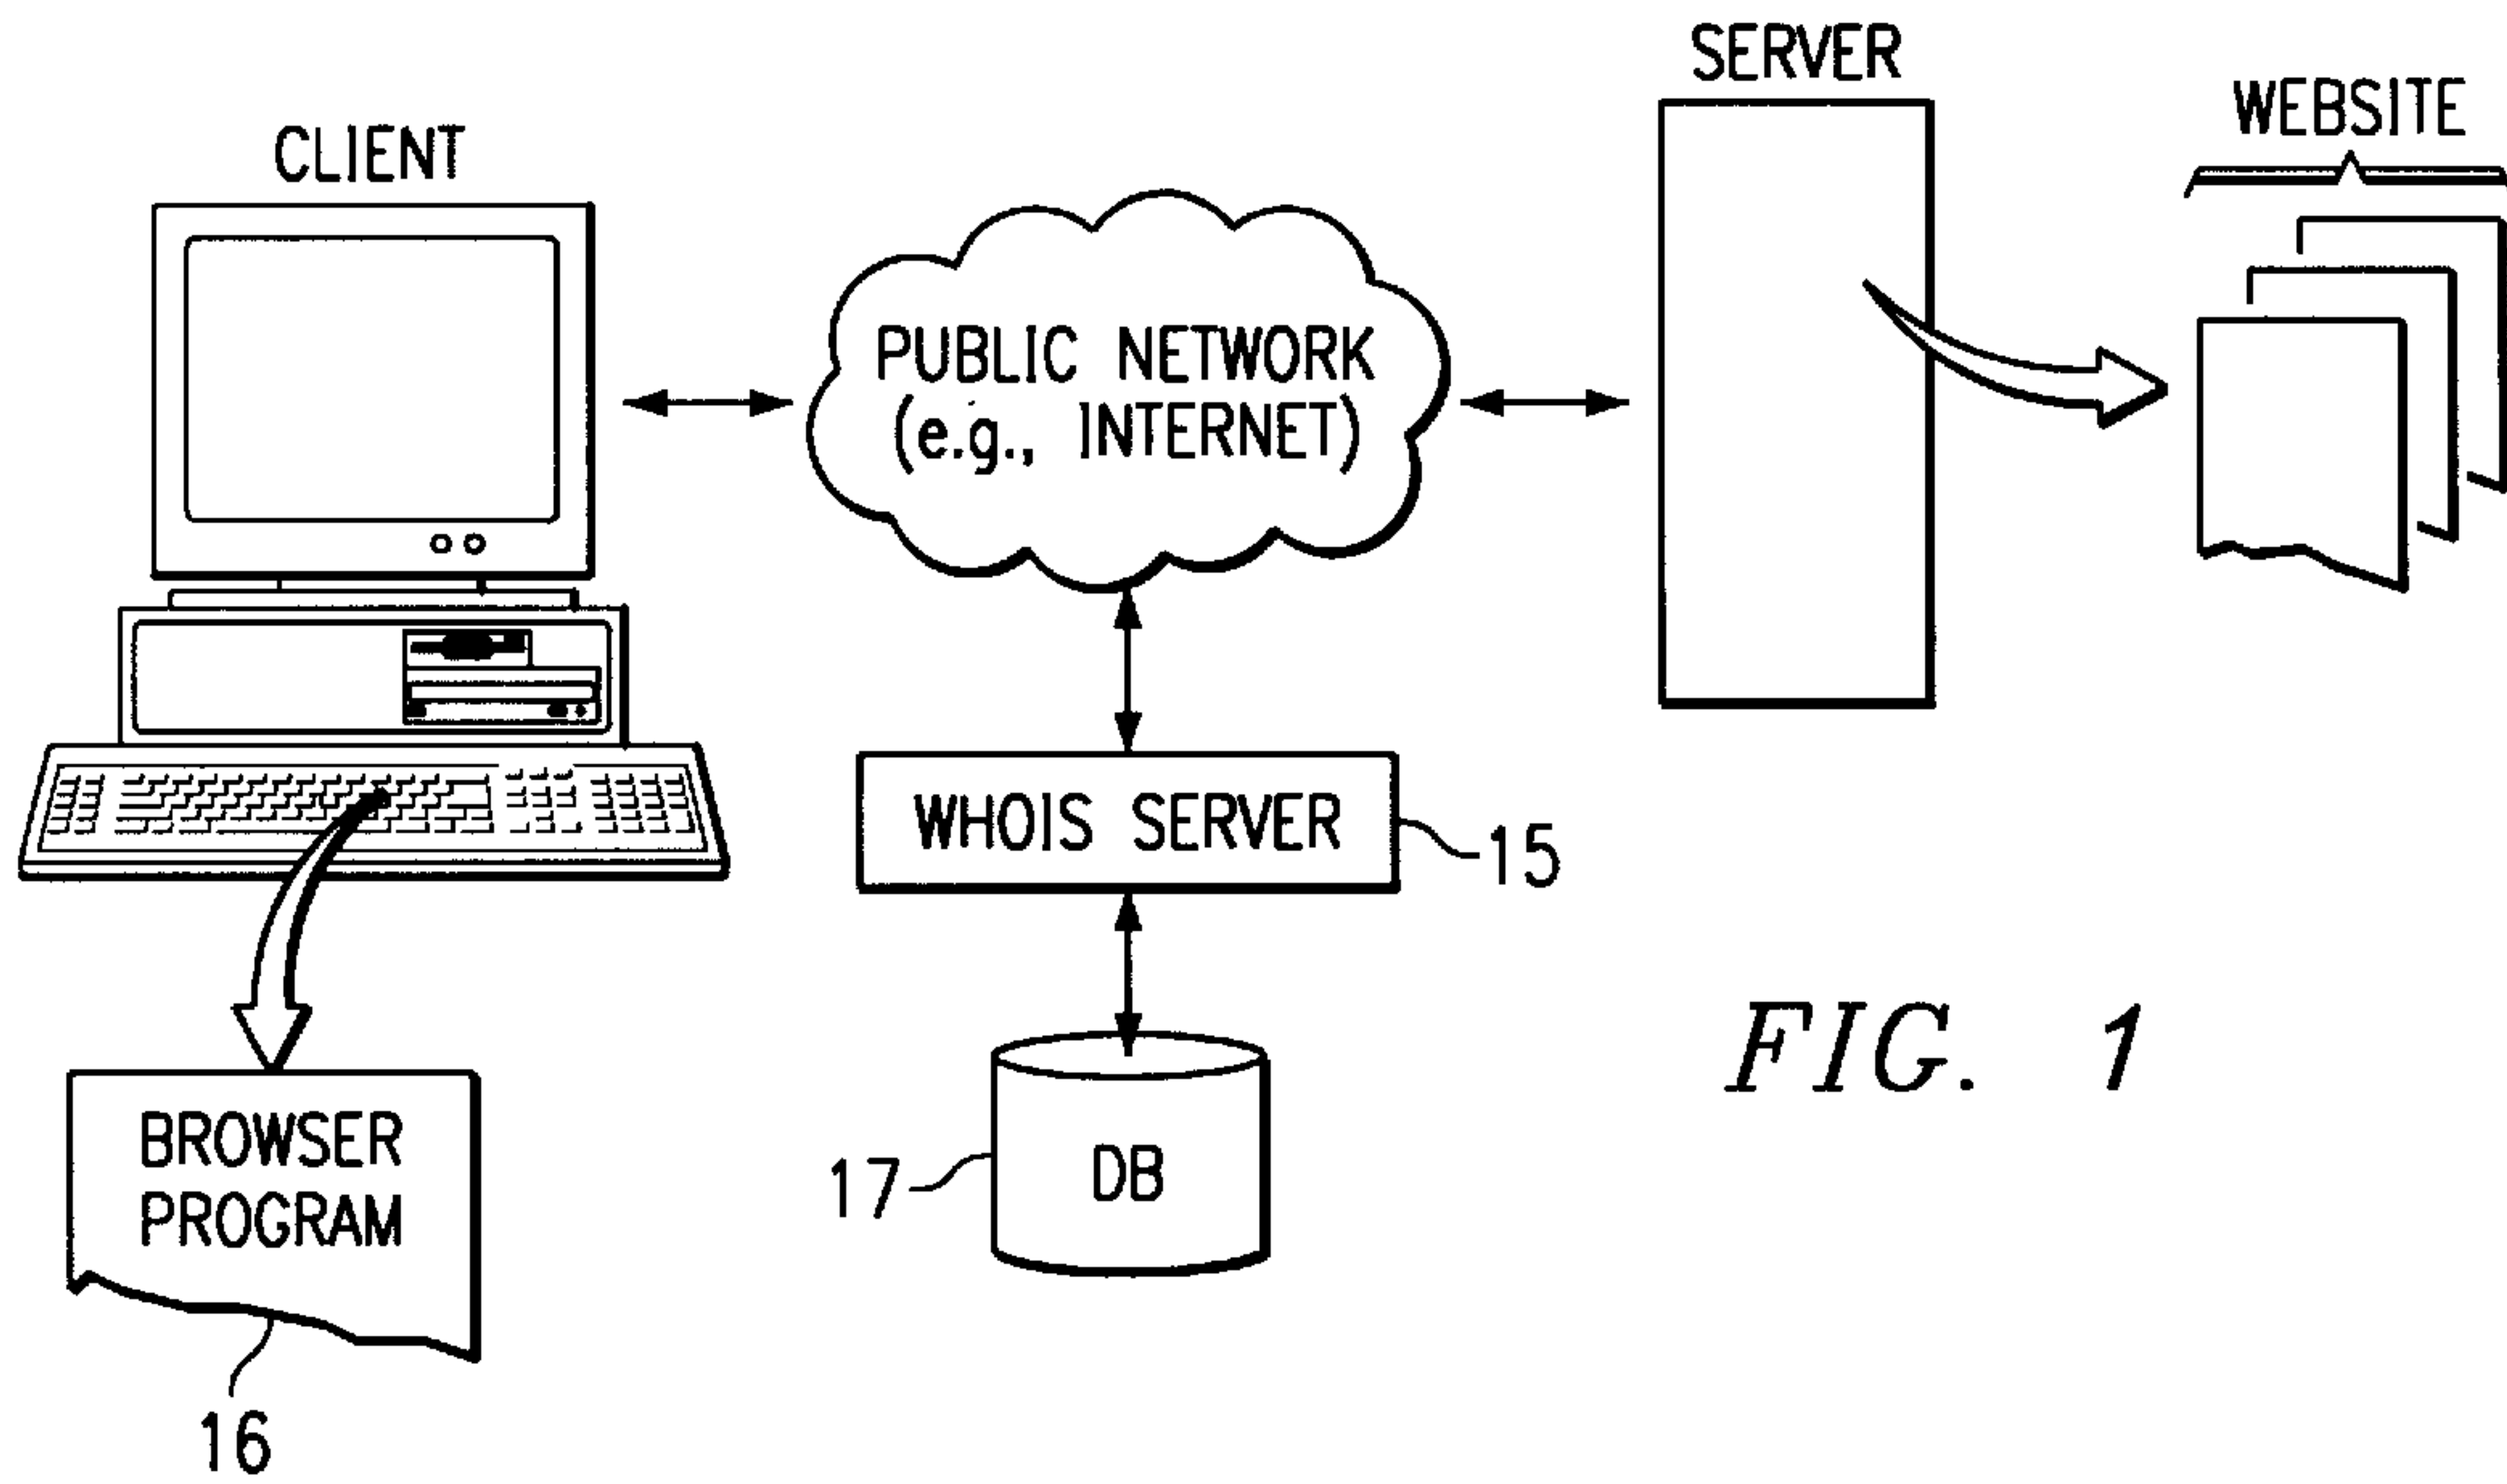 SERVER
WEBSITE
CLIENT
PUBLIC NETWORK
(e.g., INTERNET)
WHOIS SERVER
15
BROWSER
PROGRAM
16
17
DB
FIG. 1